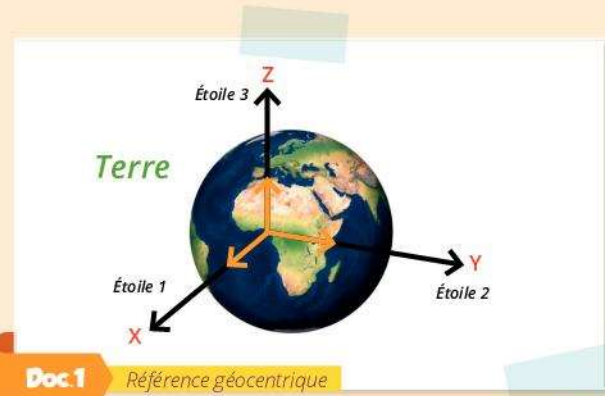 Z
Étoile 3
Terre
Y
Étoile 1
Étoile 2
X
Doc.1 Référence géocentrique